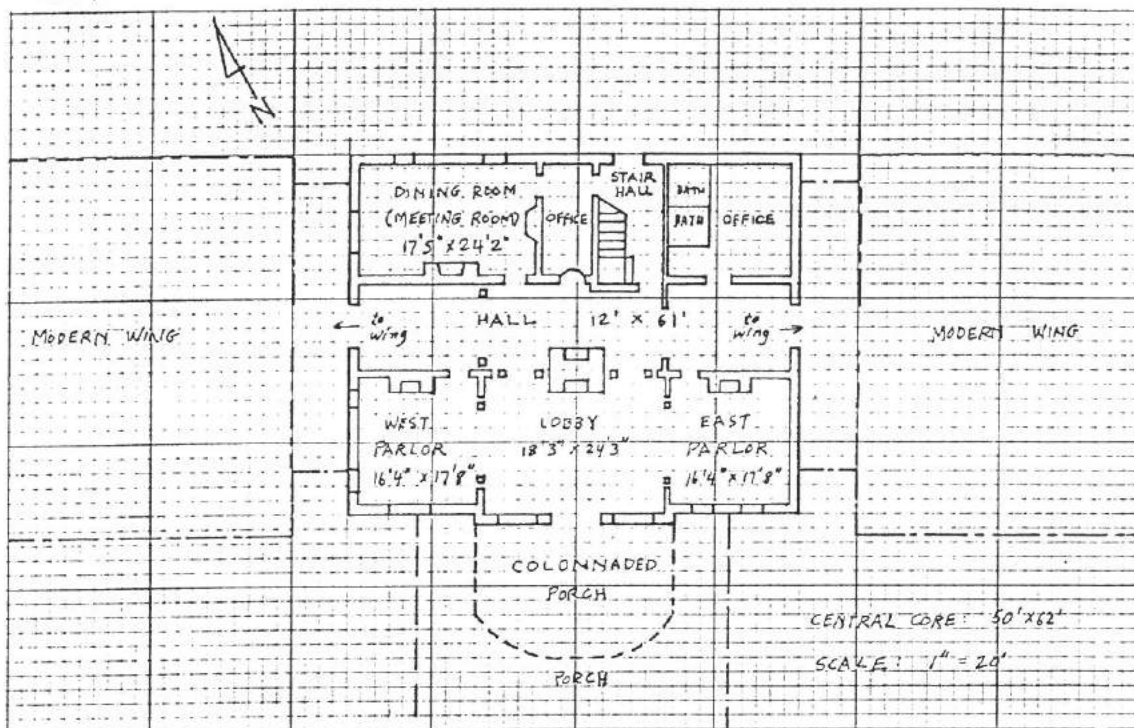 N
DINING ROOM
(MEETING ROOM)
17'5" x 24'2"
OFFICE
STAIR
HALL
BATH
BATH
OFFICE
MODERN WING
to
wing
HALL 12' x 61'
to
wing
MODERN WING
WEST
PARLOR
16'4" x 17'8"
LOBBY
18'3" x 24'3"
EAST
PARLOR
16'4" x 17'8"
COLONNADED
PORCH
PORCH
CENTRAL CORE: 50' x 62'
SCALE: 1" = 20'